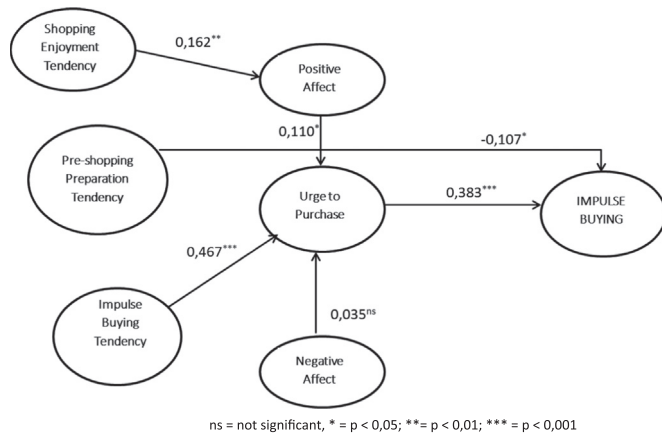 Shopping
Enjoyment
Tendency
0,162**
Positive
Affect
0,110*
-0,107*
Pre-shopping
Preparation
Tendency
Urge to
Purchase
0,383***
IMPULSE
BUYING
0,467***
Impulse
Buying
Tendency
0,035ns
Negative
Affect
ns = not significant, * = p < 0,05; **= p < 0,01; *** = p < 0,001